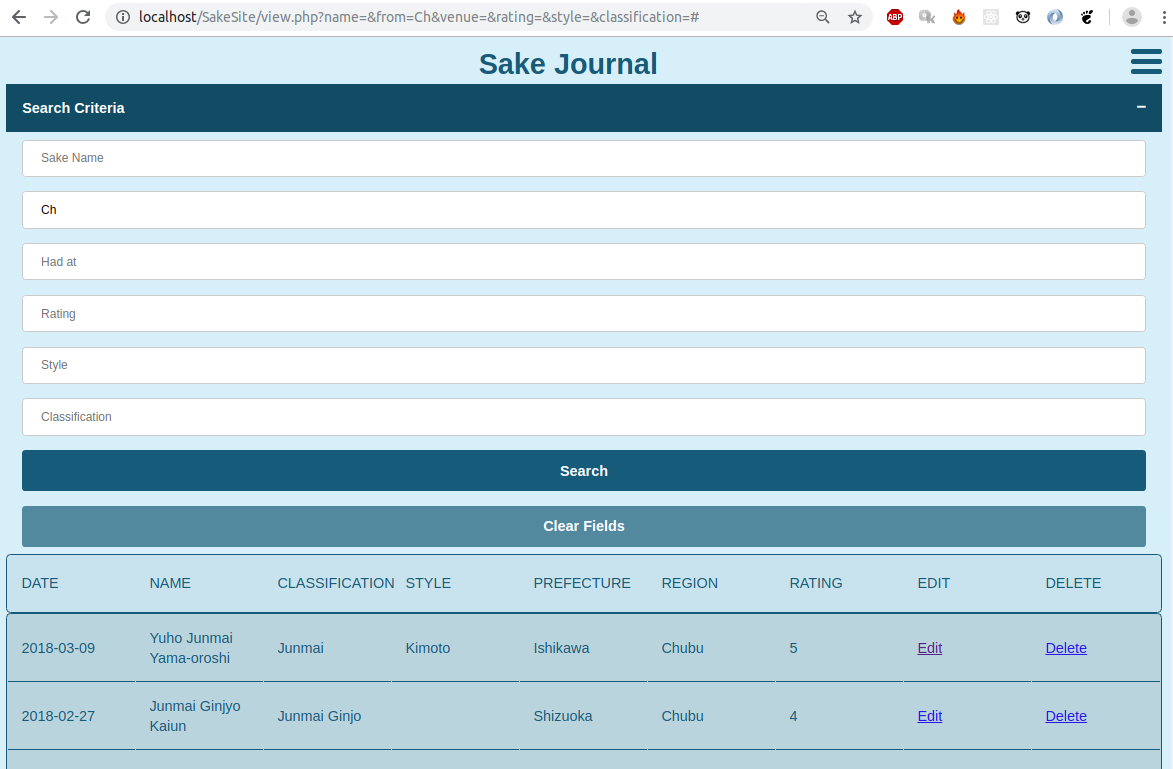 localhost/SakeSite/view.php?name=&from=Ch&venue=&rating=&style=&classification=#
ABP
Sake Journal
Search Criteria −
Sake Name
Ch
Had at
Rating
Style
Classification
Search
Clear Fields
DATE NAME CLASSIFICATION STYLE PREFECTURE REGION RATING EDIT DELETE
2018-03-09 Yuho Junmai Yama-oroshi Junmai Kimoto Ishikawa Chubu 5 Edit Delete
2018-02-27 Junmai Ginjyo Kaiun Junmai Ginjo Shizuoka Chubu 4 Edit Delete